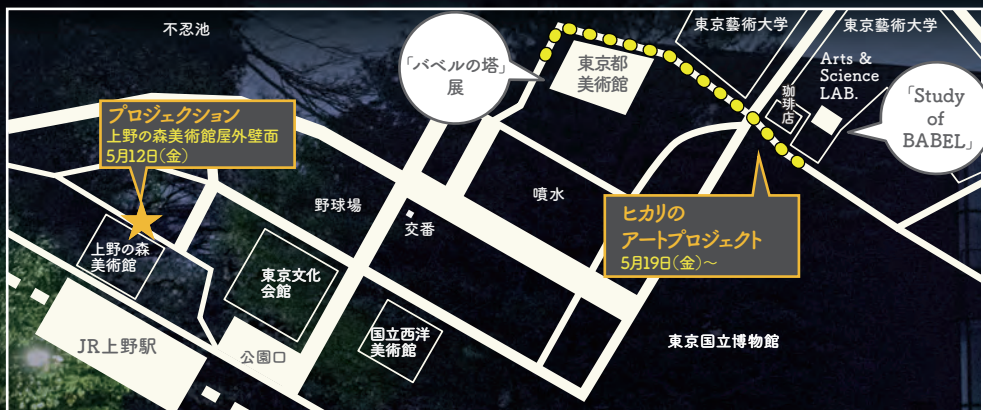 不忍池
「バベルの塔」
展
東京都
美術館
東京藝術大学
東京藝術大学
Arts &
Science
LAB.
珈琲店
「Study
of
BABEL」
プロジェクション
上野の森美術館屋外壁面
5月12日(金)
野球場
交番
噴水
ヒカリの
アートプロジェクト
5月19日(金)～
上野の森
美術館
東京文化
会館
国立西洋
美術館
東京国立博物館
JR上野駅
公園口